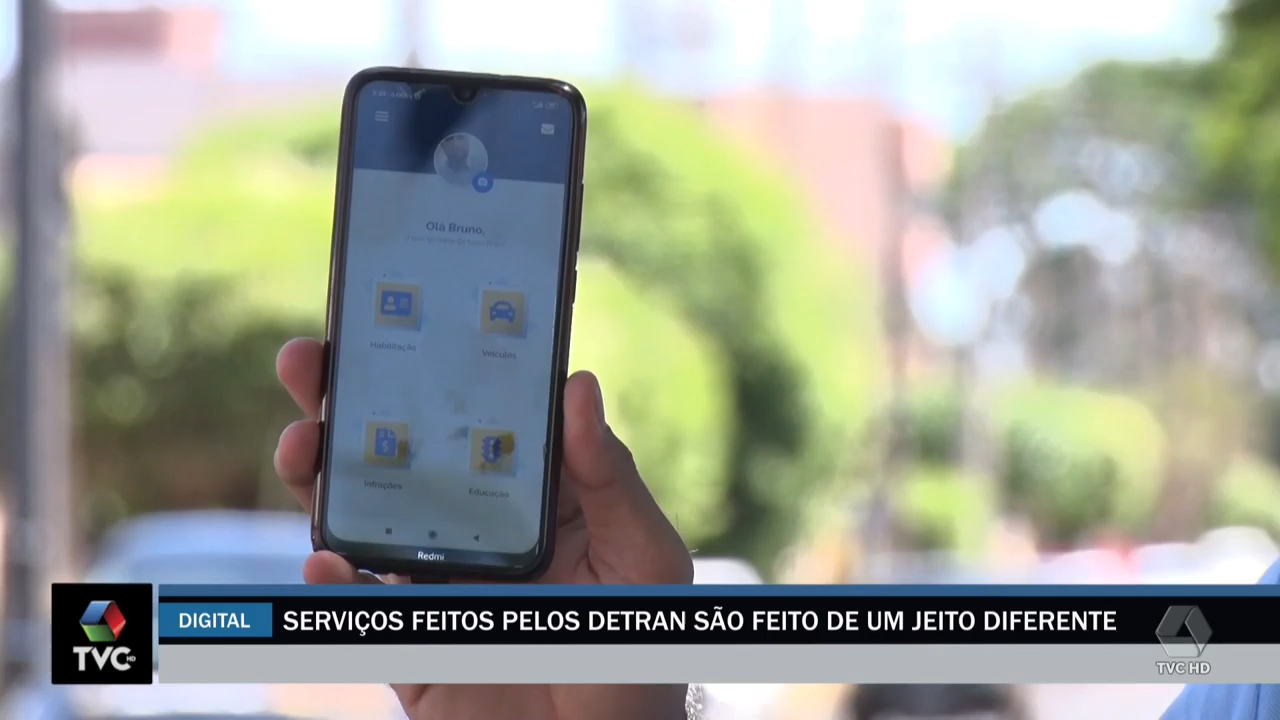 Olá Bruno,
Habilitação
Veículos
Infrações
Educação
Redmi
DIGITAL
SERVIÇOS FEITOS PELOS DETRAN SÃO FEITO DE UM JEITO DIFERENTE
TVC HD
TVC HD